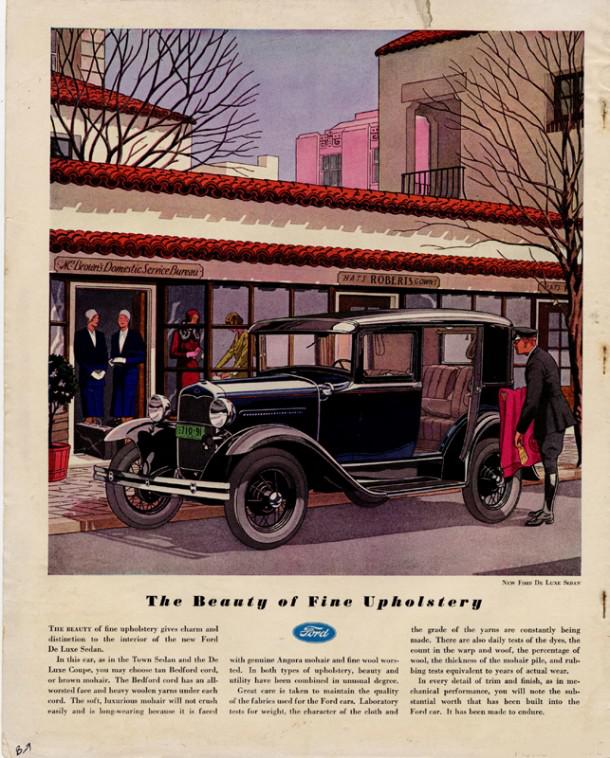 Mrs Brown's Domestic Service Bureau
HATS ROBERTS GOWNS
HATS
NEW FORD DE LUXE SEDAN
The Beauty of Fine Upholstery
THE BEAUTY of fine upholstery gives charm and
distinction to the interior of the new Ford
De Luxe Sedan.
In this car, as in the Town Sedan and the De
Luxe Coupe, you may choose tan Bedford cord,
or brown mohair. The Bedford cord has an all-
worsted face and heavy woolen yarns under each
cord. The soft, luxurious mohair will not crush
easily and is long-wearing because it is faced
Ford
with genuine Angora mohair and fine wool wors-
ted. In both types of upholstery, beauty and
utility have been combined in unusual degree.
Great care is taken to maintain the quality
of the fabrics used for the Ford cars. Laboratory
tests for weight, the character of the cloth and
the grade of the yarns are constantly being
made. There are also daily tests of the dyes, the
count in the warp and woof, the percentage of
wool, the thickness of the mohair pile, and rub-
bing tests equivalent to years of actual wear.
In every detail of trim and finish, as in me-
chanical performance, you will note the sub-
stantial worth that has been built into the
Ford car. It has been made to endure.